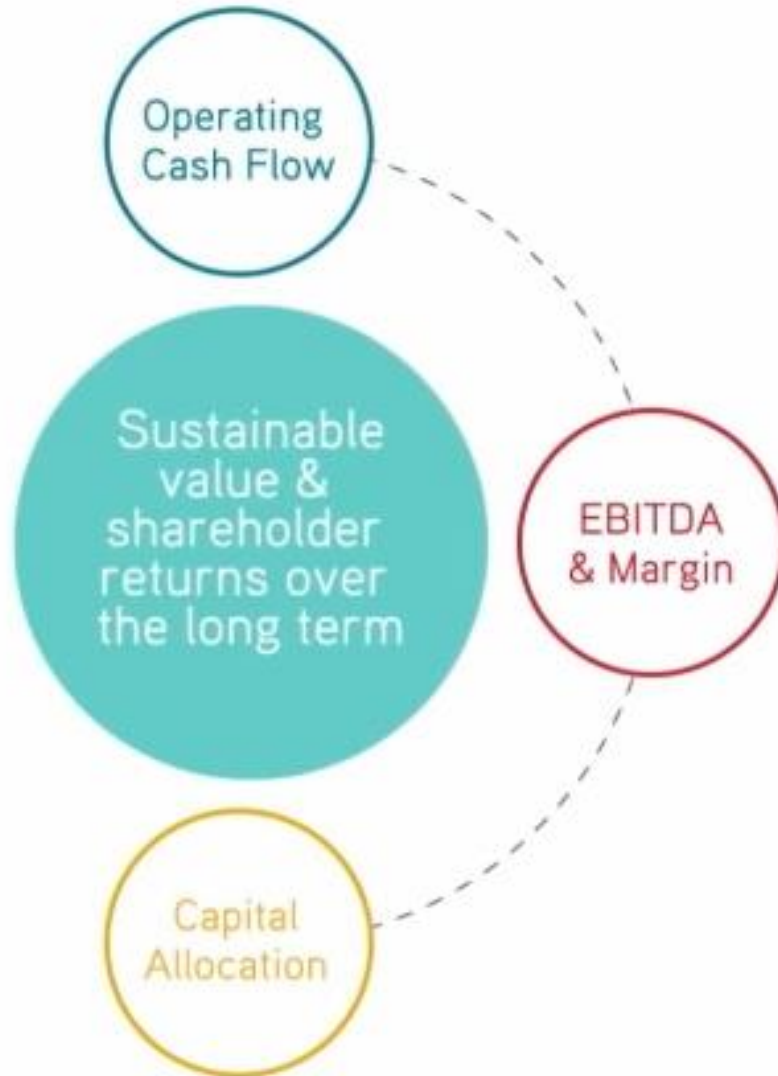 Operating
Cash Flow
Sustainable
value &
shareholder
returns over
the long term
EBITDA
& Margin
Capital
Allocation